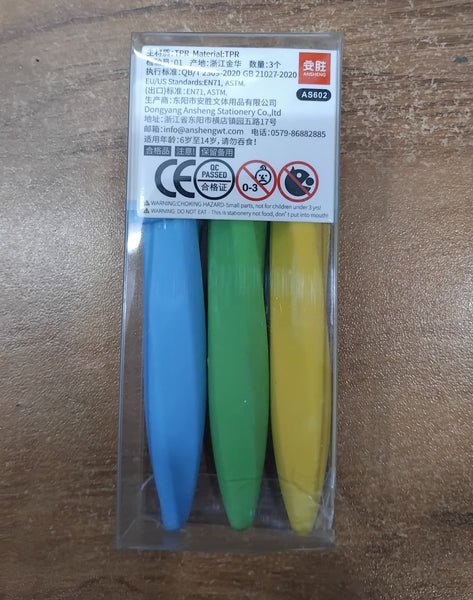 主材质:TPR Material:TPR
检验号:01 产地:浙江金华 数量:3个
执行标准:QB/T 2309-2020 GB 21027-2020
EU/US Standards:EN71, ASTM.
(出口)标准:EN71, ASTM.
生产商:东阳市安胜文体用品有限公司
Dongyang Ansheng Stationery Co.,ltd
地址:浙江省东阳市横店镇园五路17号
邮箱:info@anshengwt.com 电话:0579-86882885
适用年龄:6岁至14岁,请勿吞食!
合格品 注意! 保留备用
安胜
ANSHENG
AS602
CE
QC
PASSED
合格证
0-3
WARNING:CHOKING HAZARD-Small parts, not for children under 3 yrs!
WARNING: DO NOT EAT - This is stationery not food, don't put into mouth!